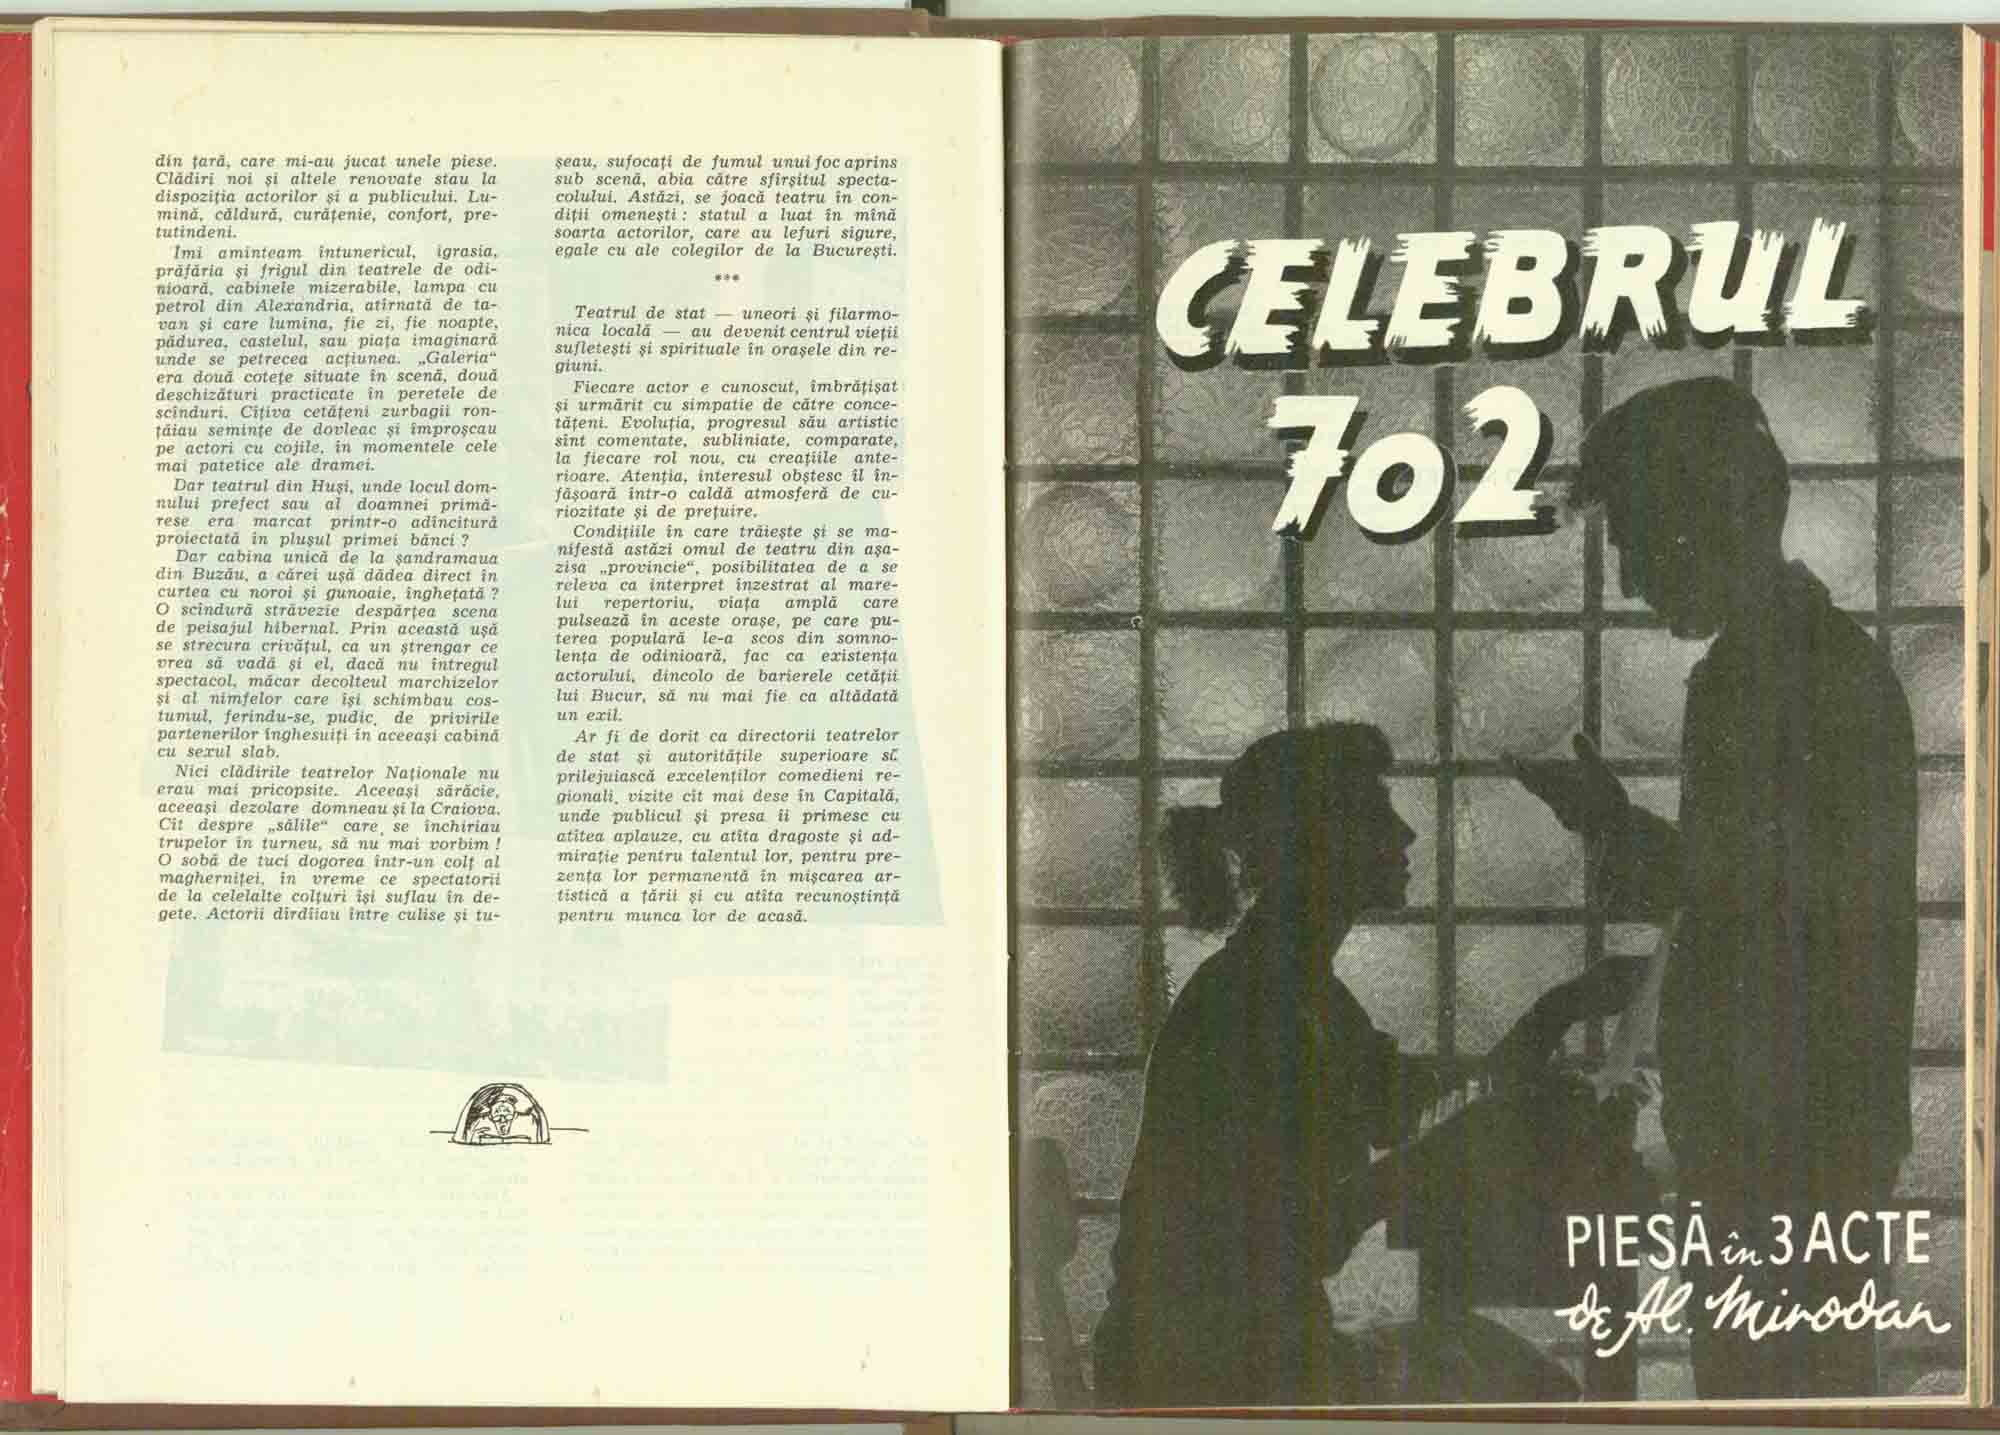 din țară, care mi-au jucat unele piese.
Clădiri noi și altele renovate stau la
dispoziția actorilor și a publicului. Lu-
mină, căldură, curățenie, confort, pre-
tutindeni.
Îmi aminteam întunericul, igrasia,
prăfăria și frigul din teatrele de odi-
nioară, cabinele mizerabile, lampa cu
petrol din Alexandria, atîrnată de ta-
van și care lumina, fie zi, fie noapte,
pădurea, castelul, sau piața imaginară
unde se petrecea acțiunea. „Galeria“
era două cotețe situate în scenă, două
deschizături practicate în peretele de
scînduri. Cîțiva cetățeni zurbagii ron-
țăiau semințe de dovleac și împroșcau
pe actori cu cojile, în momentele cele
mai patetice ale dramei.
Dar teatrul din Huși, unde locul dom-
nului prefect sau al doamnei primă-
rese era marcat printr-o adîncitură
proiectată în plușul primei bănci ?
Dar cabina unică de la șandramaua
din Buzău, a cărei ușă dădea direct în
curtea cu noroi și gunoaie, înghețată ?
O scîndură străvezie despărțea scena
de peisajul hibernal. Prin această ușă
se strecura crivățul, ca un ștrengar ce
vrea să vadă și el, dacă nu întregul
spectacol, măcar decolteul marchizelor
și al nimfelor care își schimbau cos-
tumul, ferindu-se, pudic, de privirile
partenerilor înghesuiți în aceeași cabină
cu sexul slab.
Nici clădirile teatrelor Naționale nu
erau mai pricopsite. Aceeași sărăcie,
aceeași dezolare domneau și la Craiova.
Cît despre „sălile“ care se închiriau
trupelor în turneu, să nu mai vorbim !
O sobă de tuci dogorea într-un colț al
maghernței, în vreme ce spectatorii
de la celelalte colțuri își suflau în de-
gete. Actorii dîrdîiau între culise și tu-
șeau, sufocați de fumul unui foc aprins
sub scenă, abia către sfîrșitul specta-
colului. Astăzi, se joacă teatru în con-
diții omenești : statul a luat în mînă
soarta actorilor, care au lefuri sigure,
egale cu ale colegilor de la București.
***
Teatrul de stat — uneori și filarmo-
nica locală — au devenit centrul vieții
sufletești și spirituale în orașele din re-
giuni.
Fiecare actor e cunoscut, îmbrățișat
și urmărit cu simpatie de către conce-
tățeni. Evoluția, progresul său artistic
sînt comentate, subliniate, comparate,
la fiecare rol nou, cu creațiile ante-
rioare. Atenția, interesul obștesc îl în-
fășoară într-o caldă atmosferă de cu-
riozitate și de prețuire.
Condițiile în care trăiește și se ma-
nifestă astăzi omul de teatru din așa-
zisa „provincie“, posibilitatea de a se
releva ca interpret înzestrat al mare-
lui repertoriu, viața amplă care
pulsează în aceste orașe, pe care pu-
terea populară le-a scos din somno-
lența de odinioară, fac ca existența
actorului, dincolo de barierele cetății
lui Bucur, să nu mai fie ca altădată
un exil.
Ar fi de dorit ca directorii teatrelor
de stat și autoritățile superioare să
prilejuiască excelenților comedieni re-
gionali, vizite cît mai dese în Capitală,
unde publicul și presa îi primesc cu
atîtea aplauze, cu atîta dragoste și ad-
mirație pentru talentul lor, pentru pre-
zența lor permanentă în mișcarea ar-
tistică a țării și cu atîta recunoștință
pentru munca lor de acasă.
CELEBRUL
702
PIESĂ în 3 ACTE
de Al. Mirodan